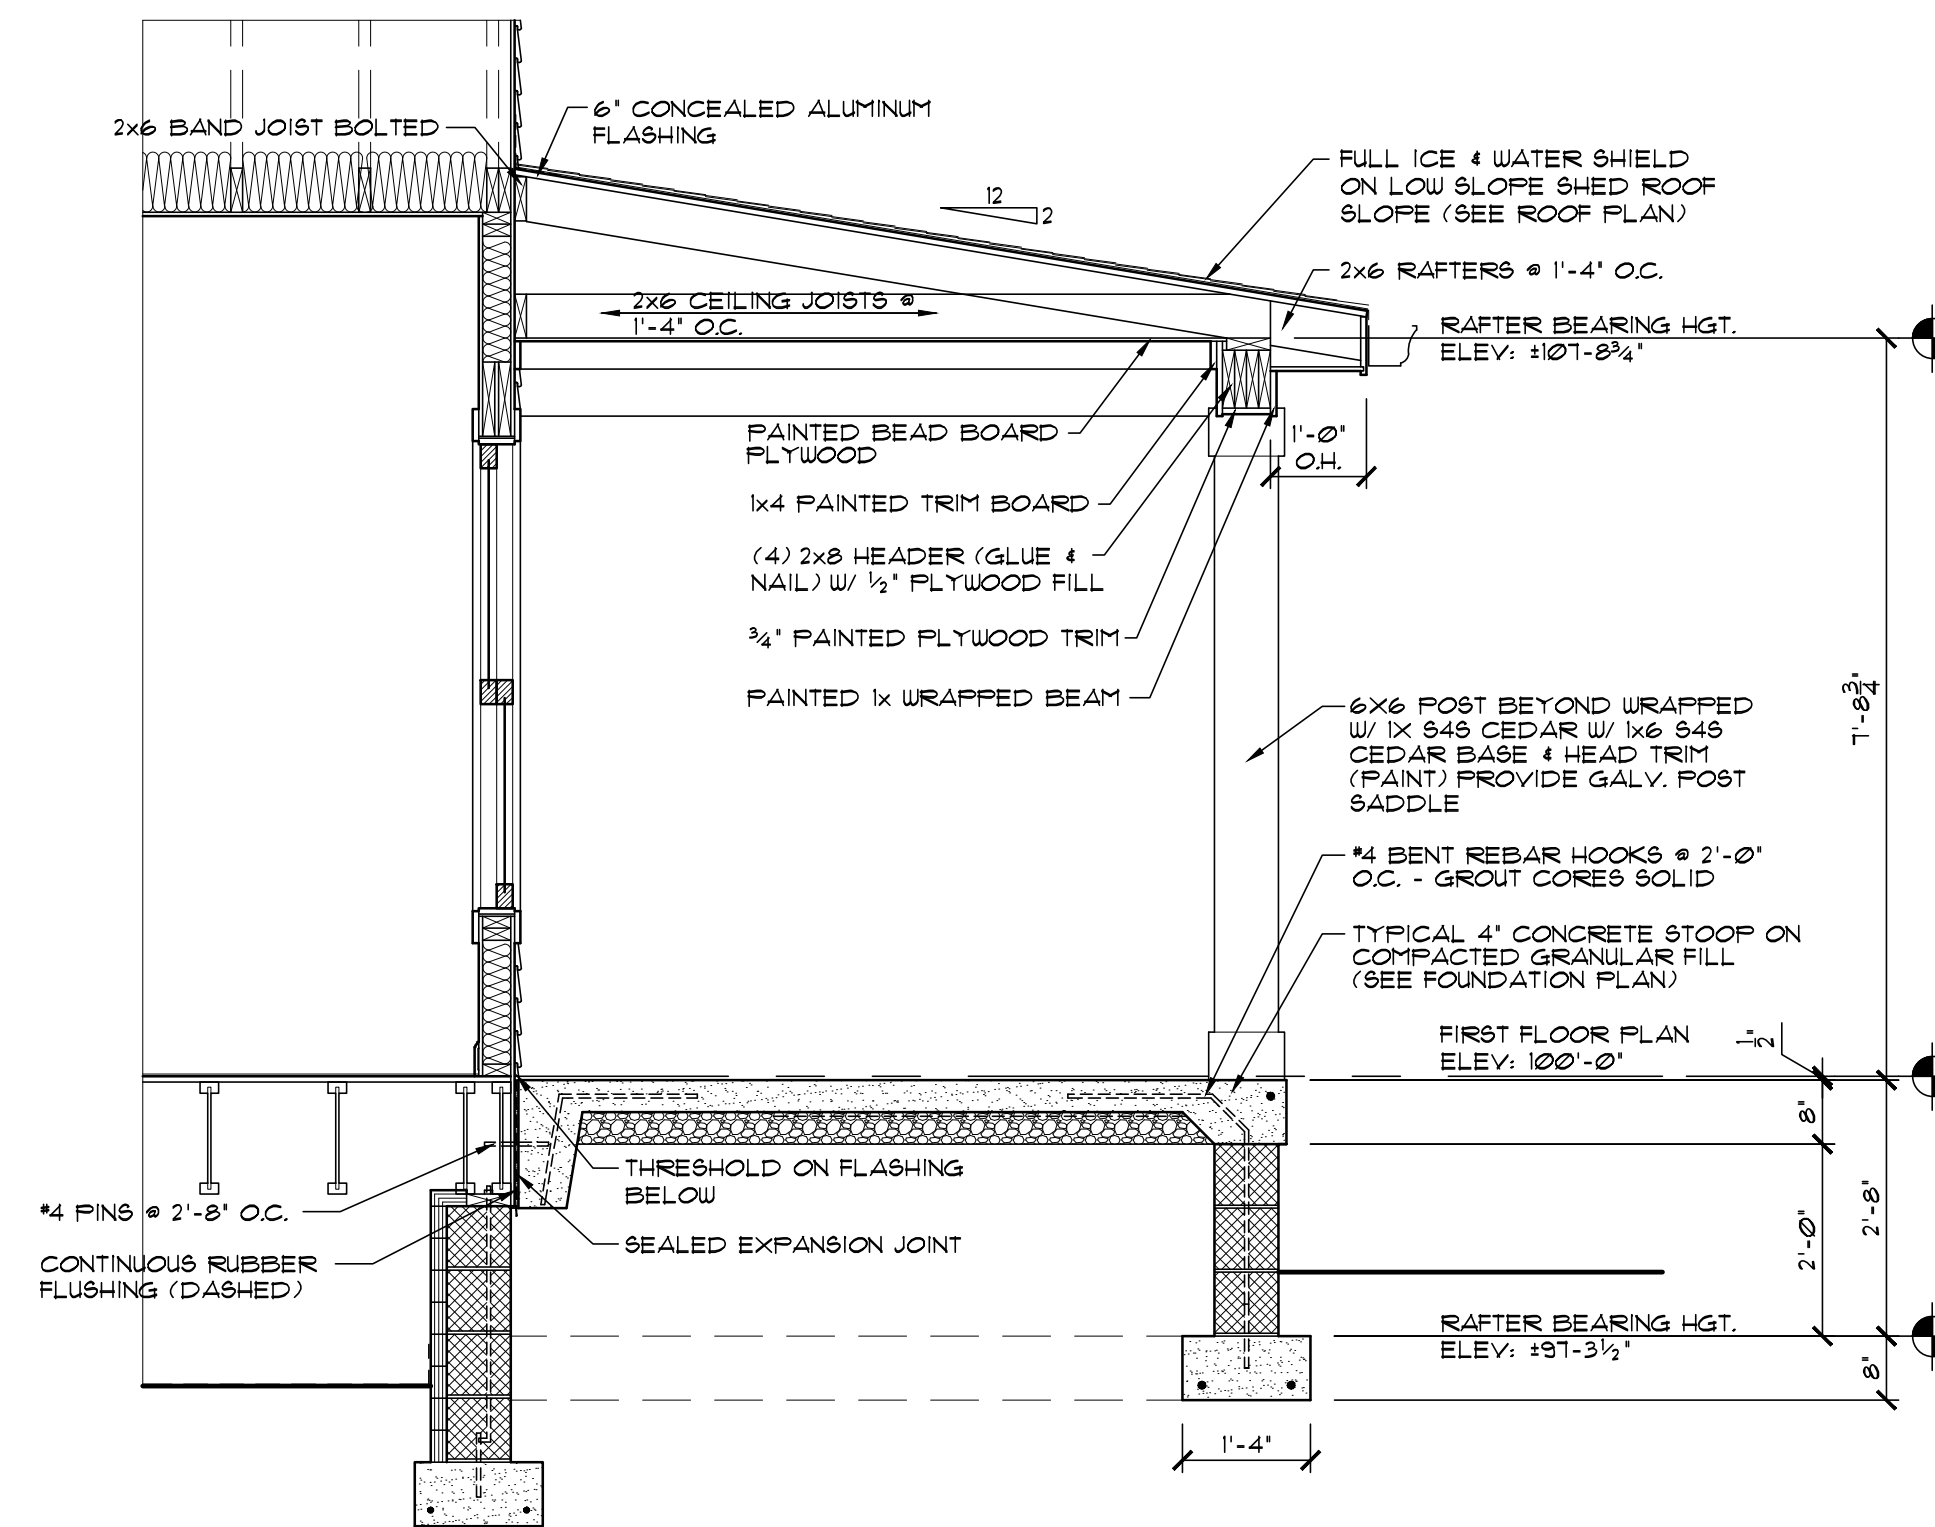 2x6 BAND JOIST BOLTED
6" CONCEALED ALUMINUM
FLASHING
12
2
FULL ICE & WATER SHIELD
ON LOW SLOPE SHED ROOF
SLOPE (SEE ROOF PLAN)
2x6 RAFTERS @ 1'-4" O.C.
2x6 CEILING JOISTS @
1'-4" O.C.
RAFTER BEARING HGT.
ELEV: ±107-8¾"
PAINTED BEAD BOARD
PLYWOOD
1'-0"
O.H.
1x4 PAINTED TRIM BOARD
(4) 2x8 HEADER (GLUE &
NAIL) W/ ½" PLYWOOD FILL
¾" PAINTED PLYWOOD TRIM
PAINTED 1x WRAPPED BEAM
7'-8¾"
6X6 POST BEYOND WRAPPED
W/ 1X S4S CEDAR W/ 1x6 S4S
CEDAR BASE & HEAD TRIM
(PAINT) PROVIDE GALV. POST
SADDLE
#4 BENT REBAR HOOKS @ 2'-0"
O.C. - GROUT CORES SOLID
TYPICAL 4" CONCRETE STOOP ON
COMPACTED GRANULAR FILL
(SEE FOUNDATION PLAN)
FIRST FLOOR PLAN
ELEV: 100'-0"
½"
8"
THRESHOLD ON FLASHING
BELOW
#4 PINS @ 2'-8" O.C.
SEALED EXPANSION JOINT
CONTINUOUS RUBBER
FLUSHING (DASHED)
2'-0"
2'-8"
RAFTER BEARING HGT.
ELEV: ±97-3½"
8"
1'-4"